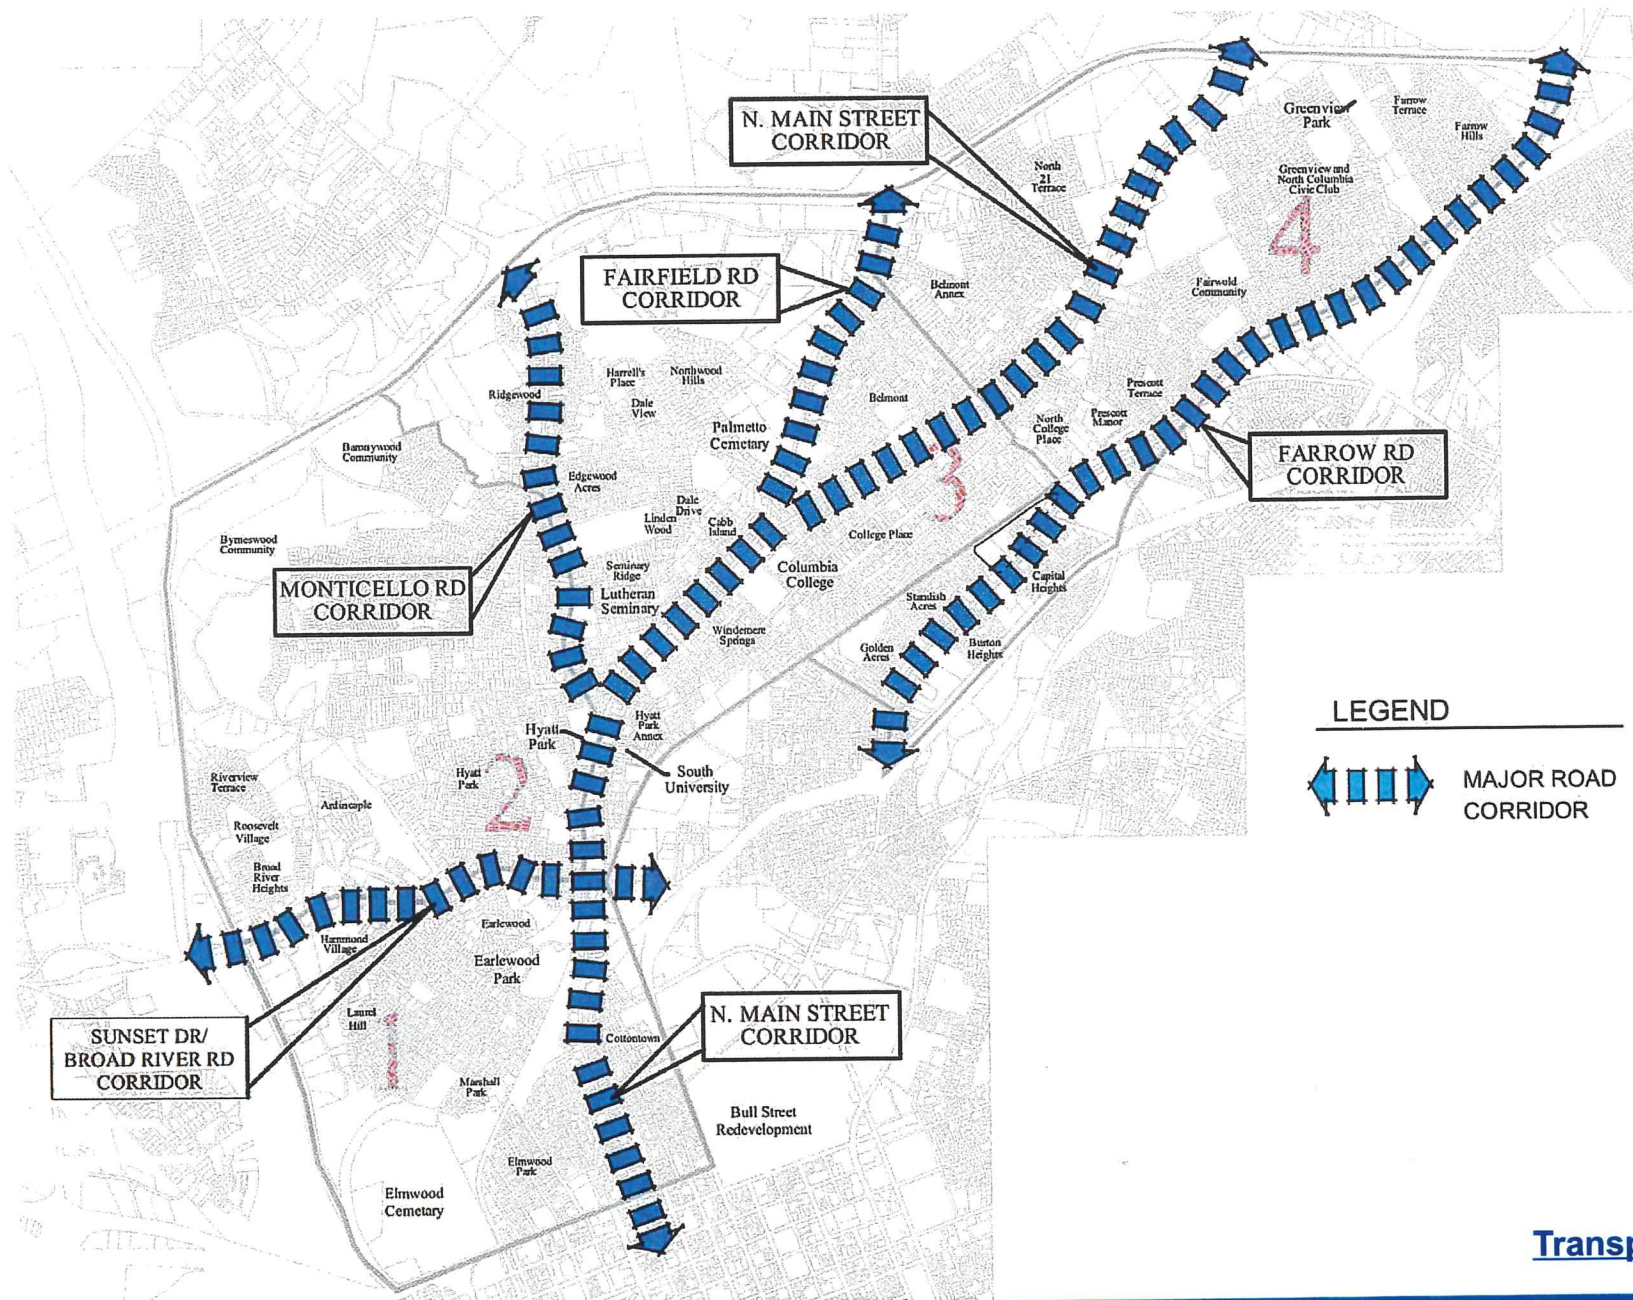 N. MAIN STREET
CORRIDOR
Greenview
Park
Farrow
Terrace
Farrow
Hills
North
21
Terrace
Greenview and
North Columbia
Civic Club
4
FAIRFIELD RD
CORRIDOR
Belmont
Annex
Fairwold
Community
Harrell's
Place
Northwood
Hills
Ridgewood
Dale
View
Belmont
Prescott
Terrace
Palmetto
Cemetary
North
College
Place
Prescott
Manor
FARROW RD
CORRIDOR
Community
Edgewood
Acres
3
Dale
Drive
Linden
Wood
Cabb
Island
College Place
Community
Columbia
College
MONTICELLO RD
CORRIDOR
Seminary
Ridge
Lutheran
Seminary
Capital
Heights
Standish
Acres
Windemere
Springs
Golden
Acres
Burton
Heights
LEGEND
Hyatt
Park
Hyatt
Park
Annex
South
University
MAJOR ROAD
CORRIDOR
Riverview
Terrace
Hyatt
Park
2
Ardincaple
Roosevelt
Village
Broad
River
Heights
Earlewood
Hammond
Village
Earlewood
Park
N. MAIN STREET
CORRIDOR
Laurel
Hill
1
SUNSET DR/
BROAD RIVER RD
CORRIDOR
Cottontown
Marshall
Park
Bull Street
Redevelopment
Elmwood
Park
Elmwood
Cemetary
Transp